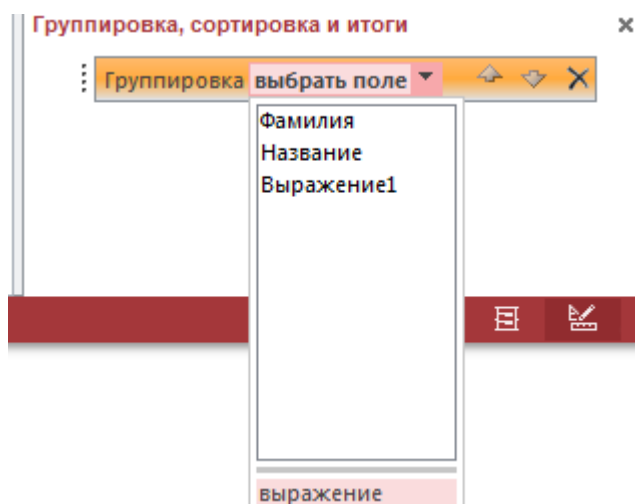 Группировка, сортировка и итоги
Группировка выбрать поле
Фамилия
Название
Выражение1
выражение